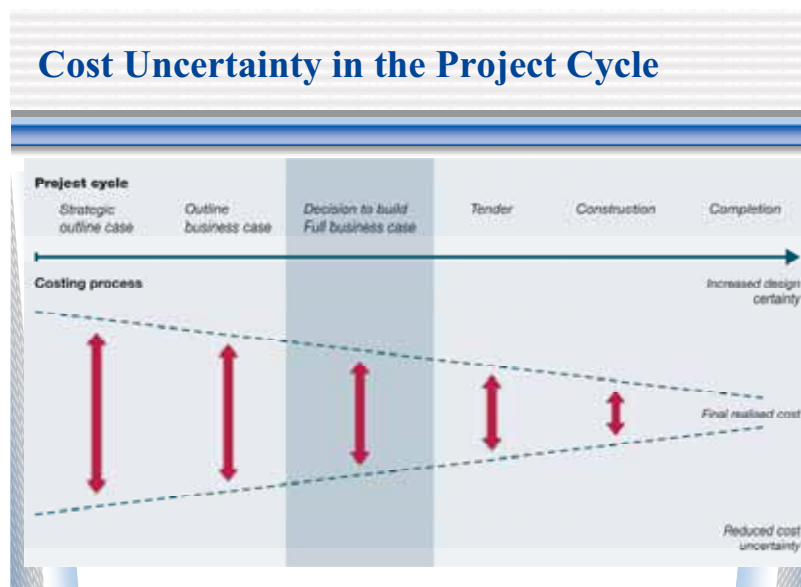 Cost Uncertainty in the Project Cycle
Project cycle
Strategic
outline case
Outline
business case
Decision to build
Full business case
Tender
Construction
Completion
Costing process
Increased design
certainty
Final realised cost
Reduced cost
uncertainty